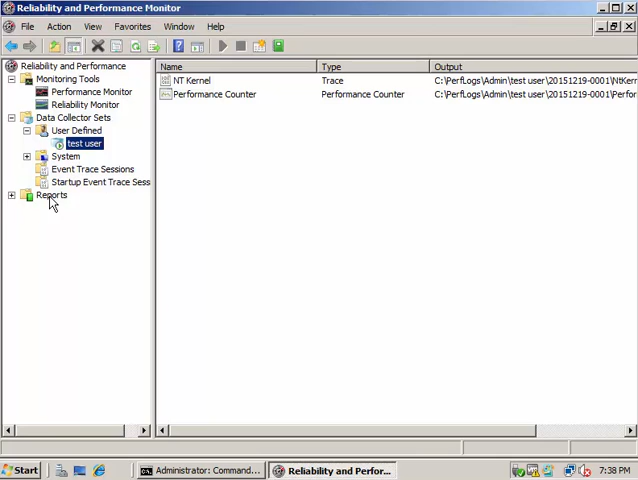 Reliability and Performance Monitor
File Action View Favorites Window Help
Reliability and Performance
Monitoring Tools
Performance Monitor
Reliability Monitor
Data Collector Sets
User Defined
test user
System
Event Trace Sessions
Startup Event Trace Sess
Reports
Name Type Output
NT Kernel Trace C:\PerfLogs\Admin\test user\20151219-0001\NtKern
Performance Counter Performance Counter C:\PerfLogs\Admin\test user\20151219-0001\Perfor
Start Administrator: Command... Reliability and Perfor... 7:38 PM